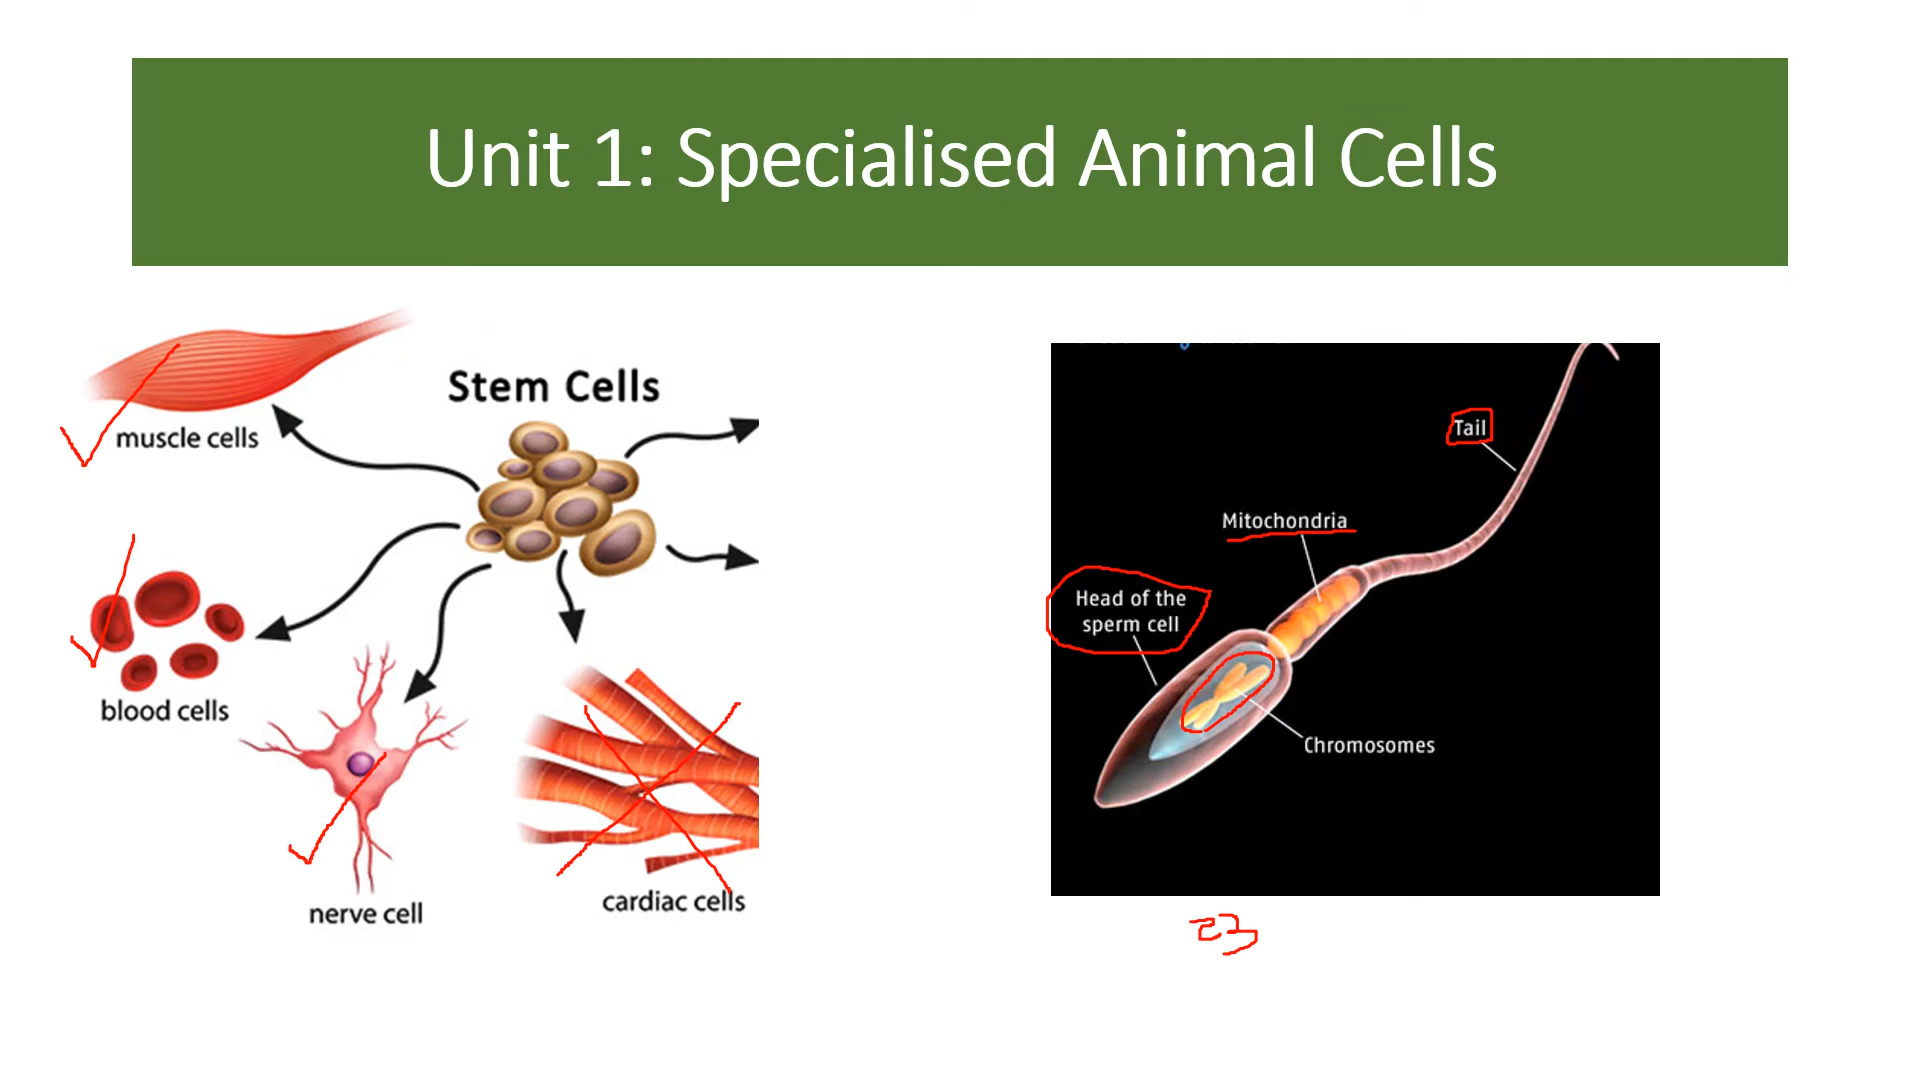 Unit 1: Specialised Animal Cells
Stem Cells
muscle cells
blood cells
nerve cell
cardiac cells
Tail
Mitochondria
Head of the
sperm cell
Chromosomes
23